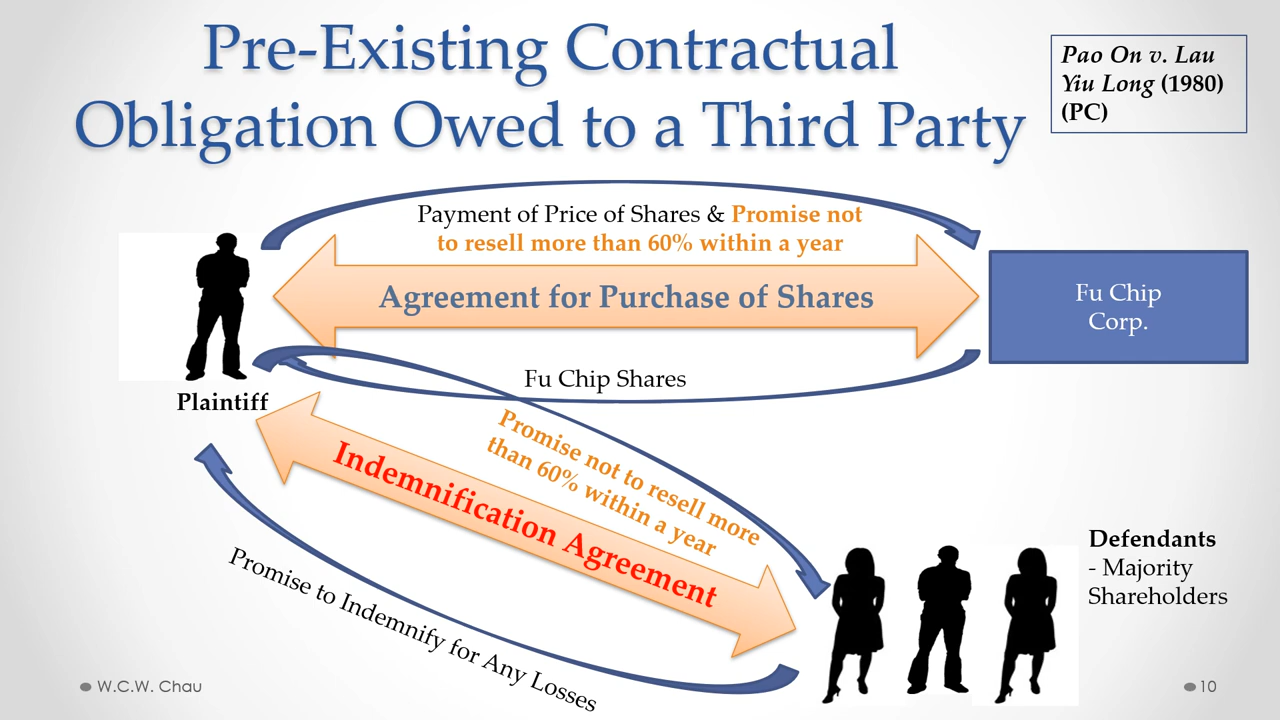 Pre-Existing Contractual
Obligation Owed to a Third Party
Pao On v. Lau
Yiu Long (1980)
(PC)
Payment of Price of Shares & Promise not
to resell more than 60% within a year
Agreement for Purchase of Shares
Fu Chip
Corp.
Fu Chip Shares
Plaintiff
Promise not to resell more
than 60% within a year
Indemnification Agreement
Promise to Indemnify for Any Losses
Defendants
- Majority
Shareholders
W.C.W. Chau
10